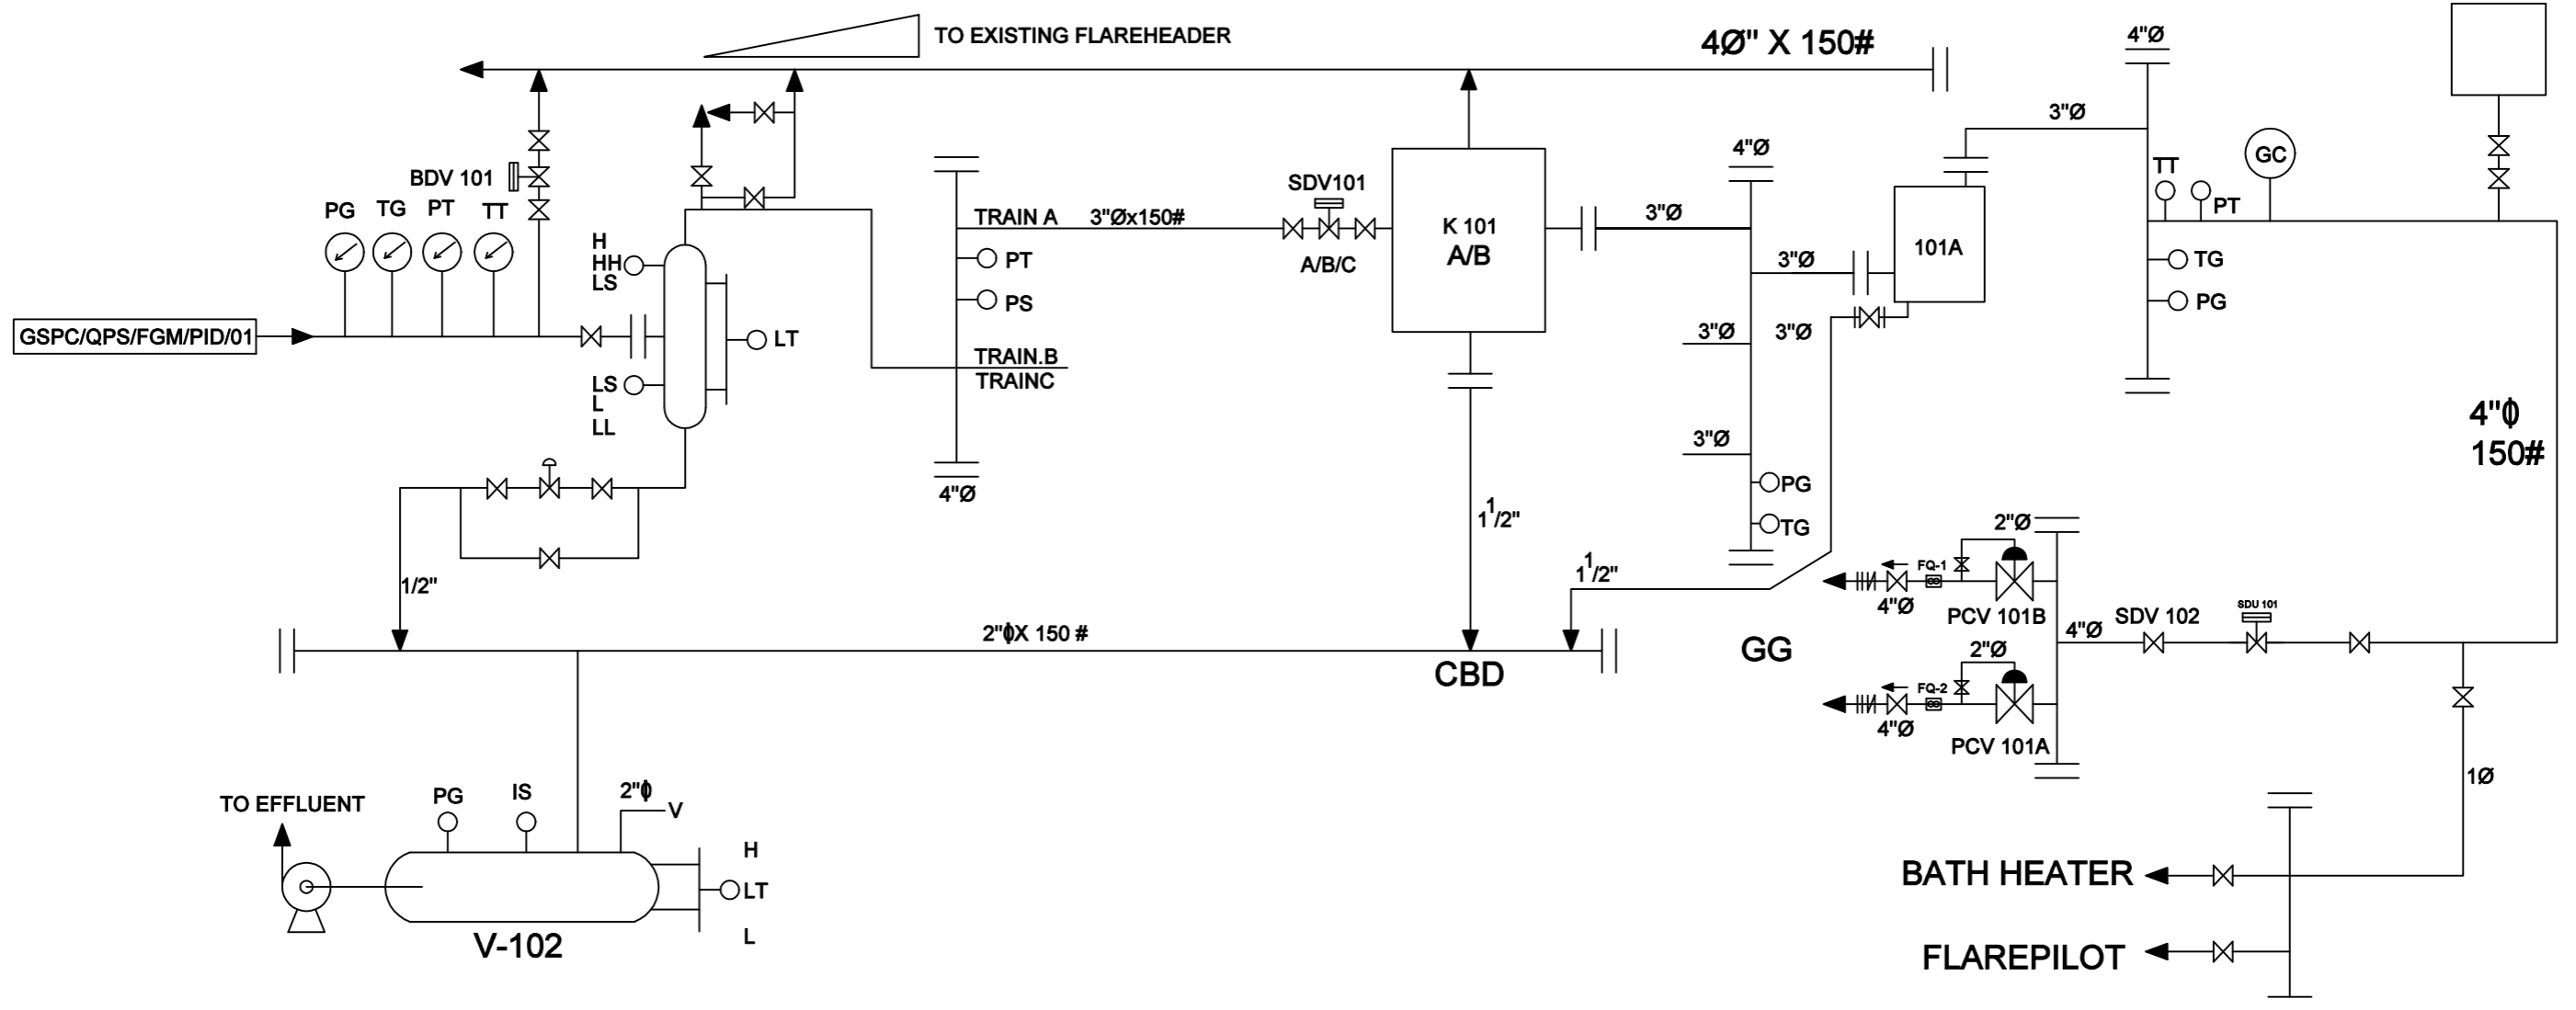 TO EXISTING FLAREHEADER
4Ø" X 150#
4"Ø
3"Ø
GC
BDV 101
PG
TG
PT
TT
4"Ø
SDV101
TT
PT
H
HH
LS
TRAIN A
3"Øx150#
K 101
A/B
3"Ø
101A
A/B/C
3"Ø
TG
PT
PS
PG
GSPC/QPS/FGM/PID/01
LT
3"Ø
3"Ø
TRAIN.B
TRAINC
LS
L
LL
4"ϕ
150#
3"Ø
4"Ø
PG
TG
1 1/2"
1 1/2"
1/2"
2"Ø
FQ-1
4"Ø
PCV 101B
2"ϕX 150 #
CBD
GG
4"Ø
SDV 102
SDU 101
2"Ø
FQ-2
4"Ø
PCV 101A
1Ø
TO EFFLUENT
PG
IS
2"ϕ
V
H
LT
L
V-102
BATH HEATER
FLAREPILOT